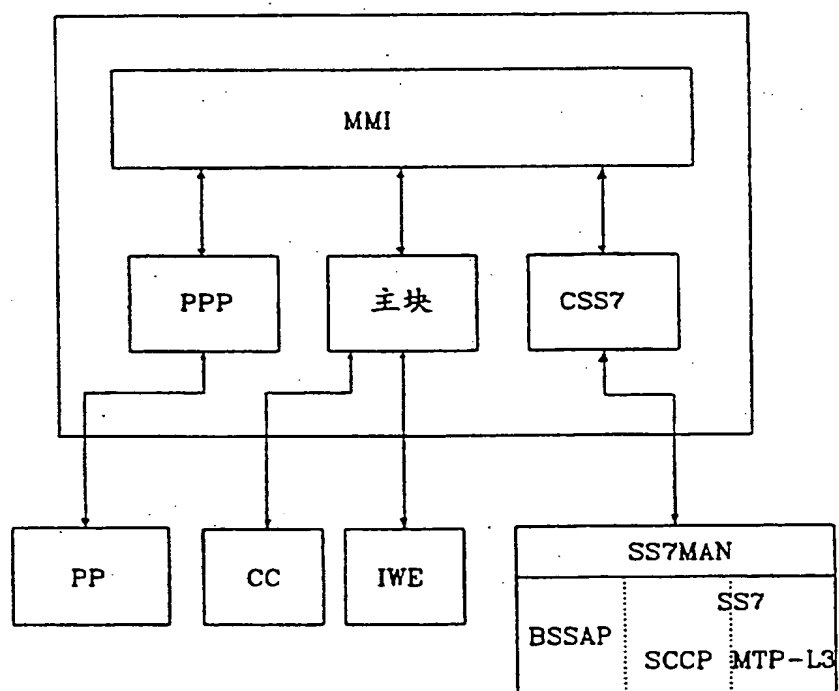 MMI
PPP
主块
CSS7
PP
CC
IWE
SS7MAN
SS7
BSSAP
SCCP
MTP-L3